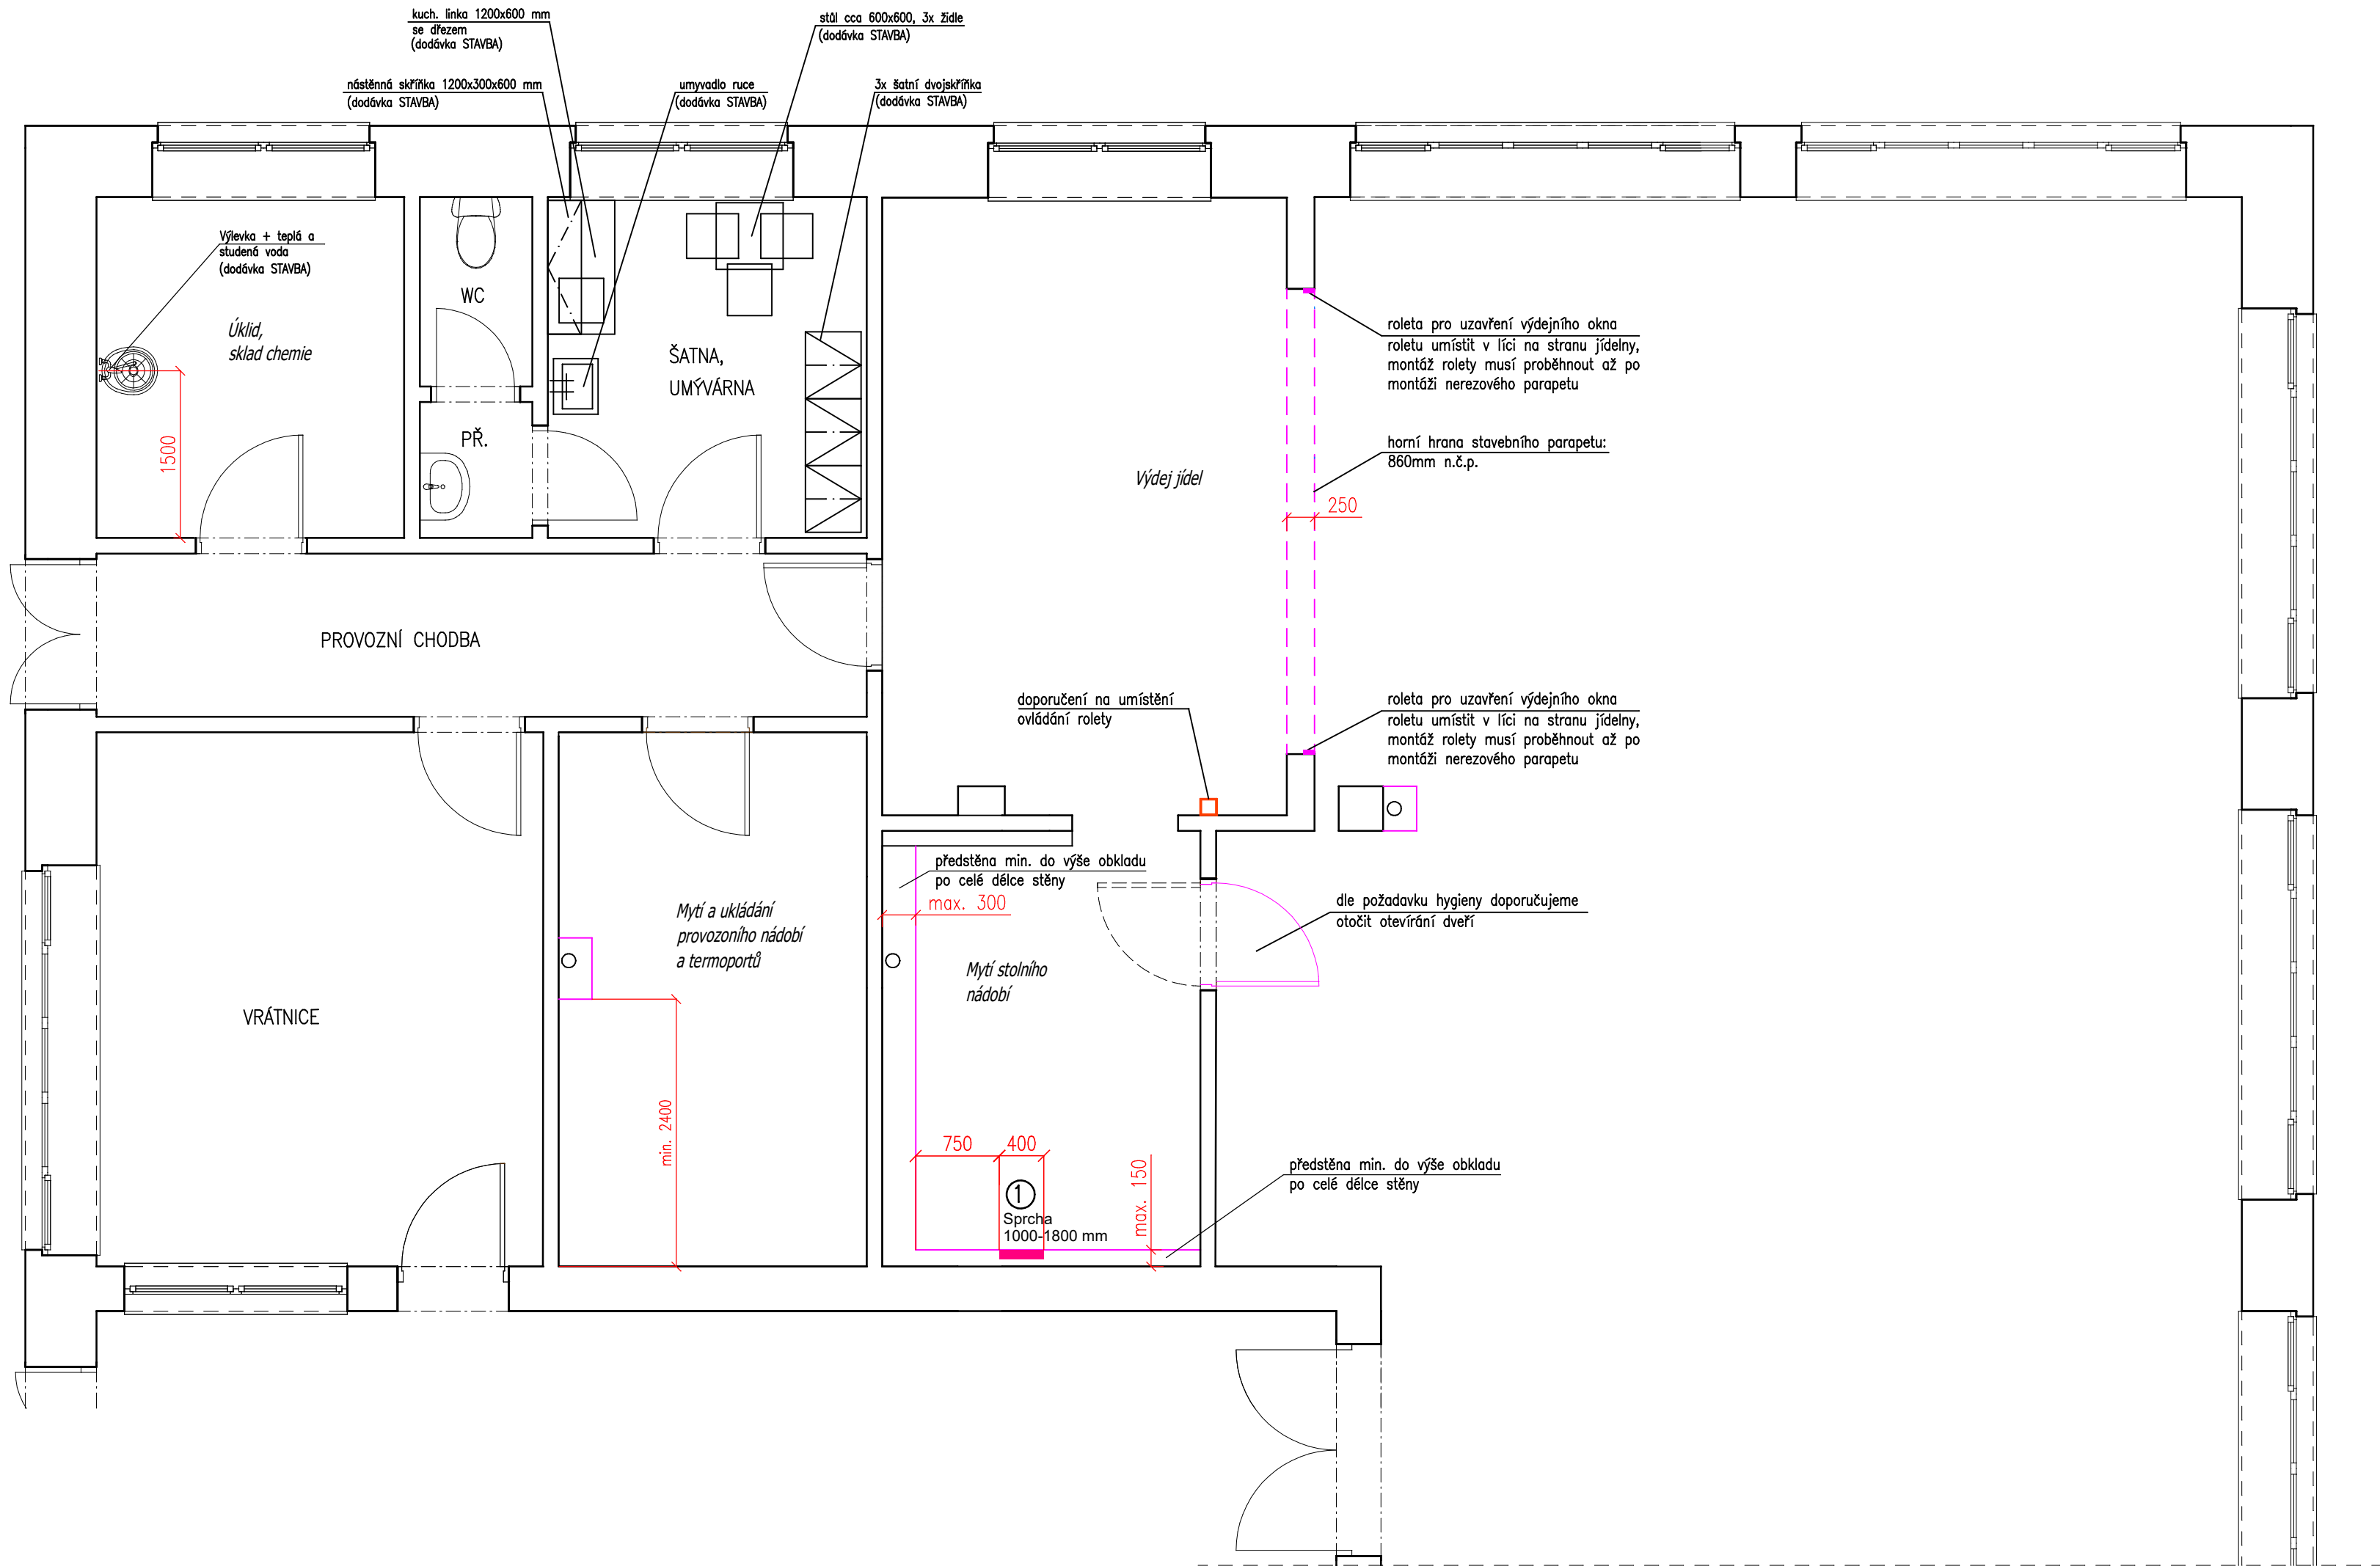 kuch. linka 1200x600 mm
se dřezem
(dodávka STAVBA)
stůl cca 600x600, 3x židle
(dodávka STAVBA)
nástěnná skříňka 1200x300x600 mm
(dodávka STAVBA)
umyvadlo ruce
(dodávka STAVBA)
3x šatní dvojskříňka
(dodávka STAVBA)
Výlevka + teplá a
studená voda
(dodávka STAVBA)
Úklid,
sklad chemie
1500
WC
PŘ.
ŠATNA,
UMÝVÁRNA
Výdej jídel
roleta pro uzavření výdejního okna
roletu umístit v líci na stranu jídelny,
montáž rolety musí proběhnout až po
montáži nerezového parapetu
horní hrana stavebního parapetu:
860mm n.č.p.
250
PROVOZNÍ CHODBA
doporučení na umístění
ovládání rolety
roleta pro uzavření výdejního okna
roletu umístit v líci na stranu jídelny,
montáž rolety musí proběhnout až po
montáži nerezového parapetu
předstěna min. do výše obkladu
po celé délce stěny
max. 300
dle požadavku hygieny doporučujeme
otočit otevírání dveří
Mytí a ukládání
provozoního nádobí
a termoportů
Mytí stolního
nádobí
VRÁTNICE
min. 2400
750
400
max. 150
1
Sprcha
1000-1800 mm
předstěna min. do výše obkladu
po celé délce stěny